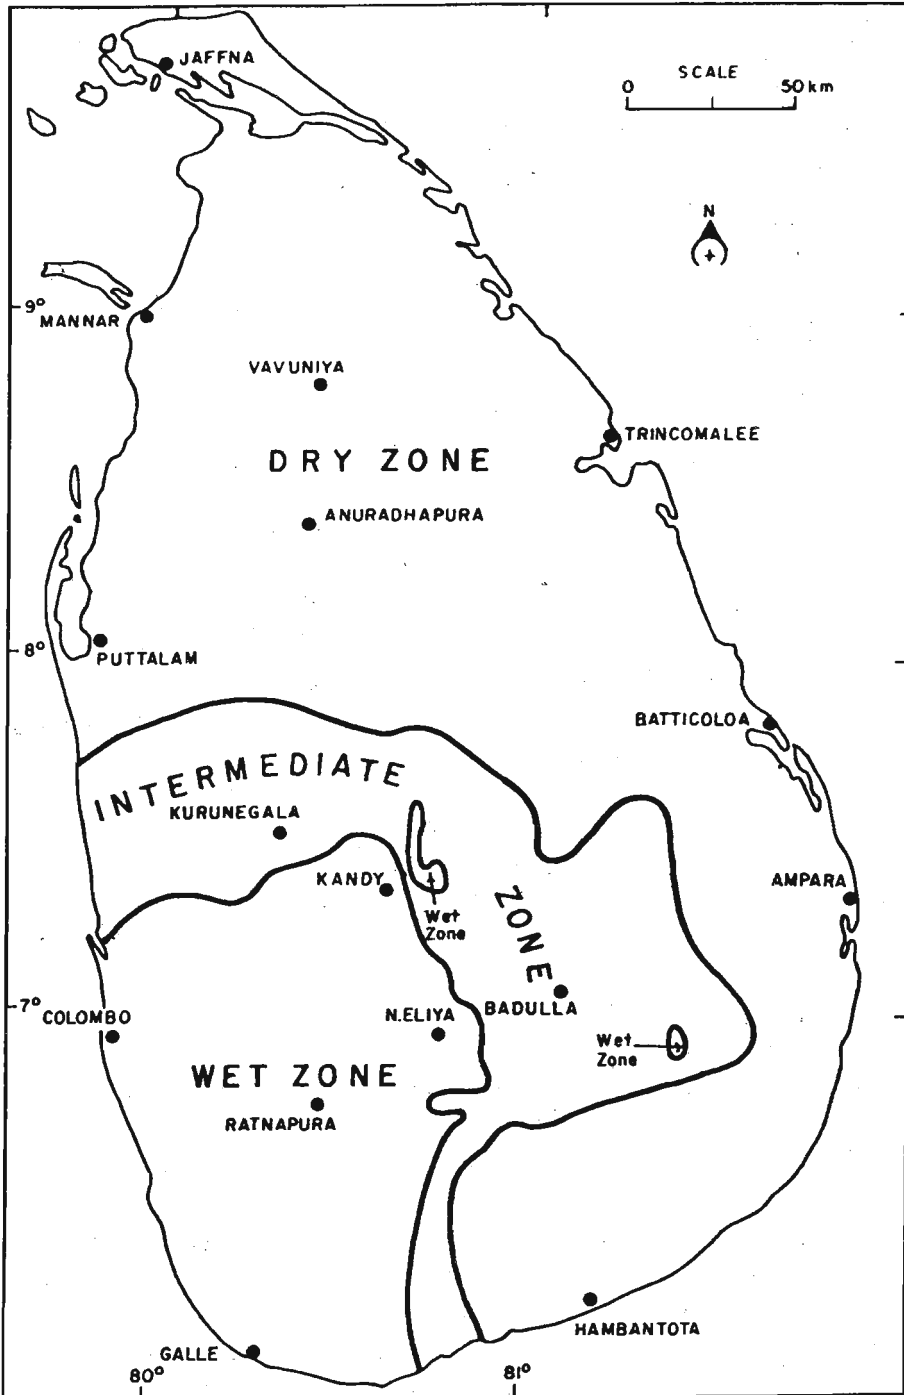 JAFFNA
SCALE
0 50 km
N
9°
MANNAR
VAVUNIYA
TRINCOMALEE
DRY ZONE
ANURADHAPURA
8°
PUTTALAM
BATTICOLOA
INTERMEDIATE
KURUNEGALA
KANDY
AMPARA
ZONE
Wet
Zone
7°
COLOMBO
N.ELIYA
BADULLA
Wet
Zone
WET ZONE
RATNAPURA
HAMBANTOTA
GALLE
80°
81°